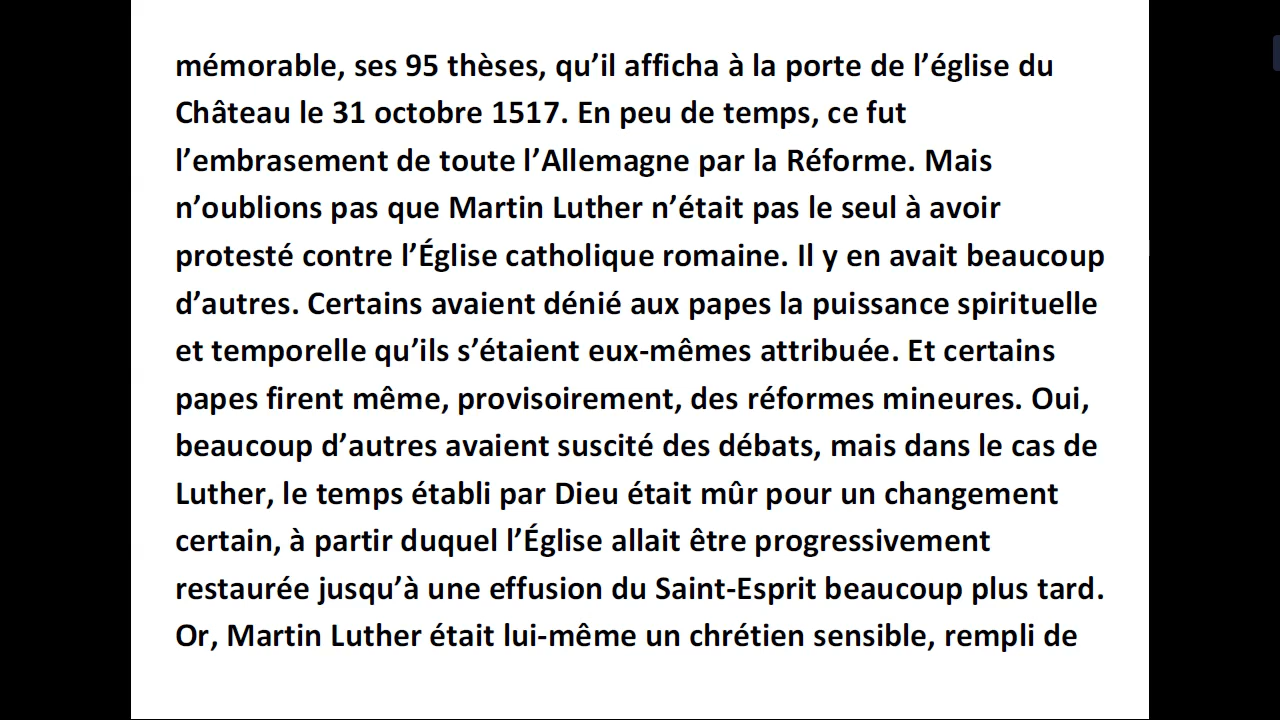 mémorable, ses 95 thèses, qu’il afficha à la porte de l’église du
Château le 31 octobre 1517. En peu de temps, ce fut
l’embrasement de toute l’Allemagne par la Réforme. Mais
n’oublions pas que Martin Luther n’était pas le seul à avoir
protesté contre l’Église catholique romaine. Il y en avait beaucoup
d’autres. Certains avaient dénié aux papes la puissance spirituelle
et temporelle qu’ils s’étaient eux-mêmes attribuée. Et certains
papes firent même, provisoirement, des réformes mineures. Oui,
beaucoup d’autres avaient suscité des débats, mais dans le cas de
Luther, le temps établi par Dieu était mûr pour un changement
certain, à partir duquel l’Église allait être progressivement
restaurée jusqu’à une effusion du Saint-Esprit beaucoup plus tard.
Or, Martin Luther était lui-même un chrétien sensible, rempli de